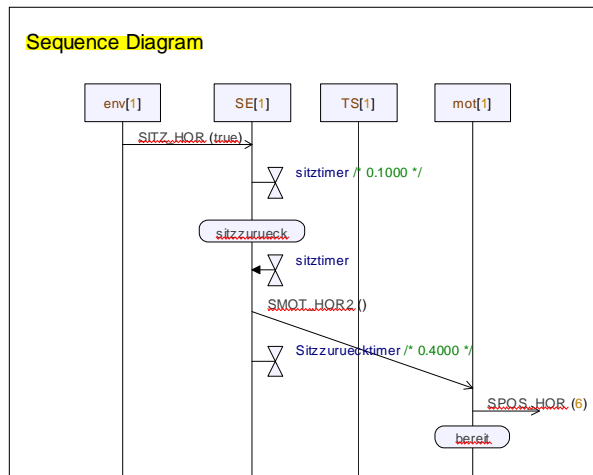 Sequence Diagram
env[1] SE[1] TS[1] mot[1]
SITZ_HOR (true)
sitztimer /* 0.1000 */
sitzzurueck
sitztimer
SMOT_HOR2 ()
Sitzzuruecktimer /* 0.4000 */
SPOS_HOR (6)
bereit